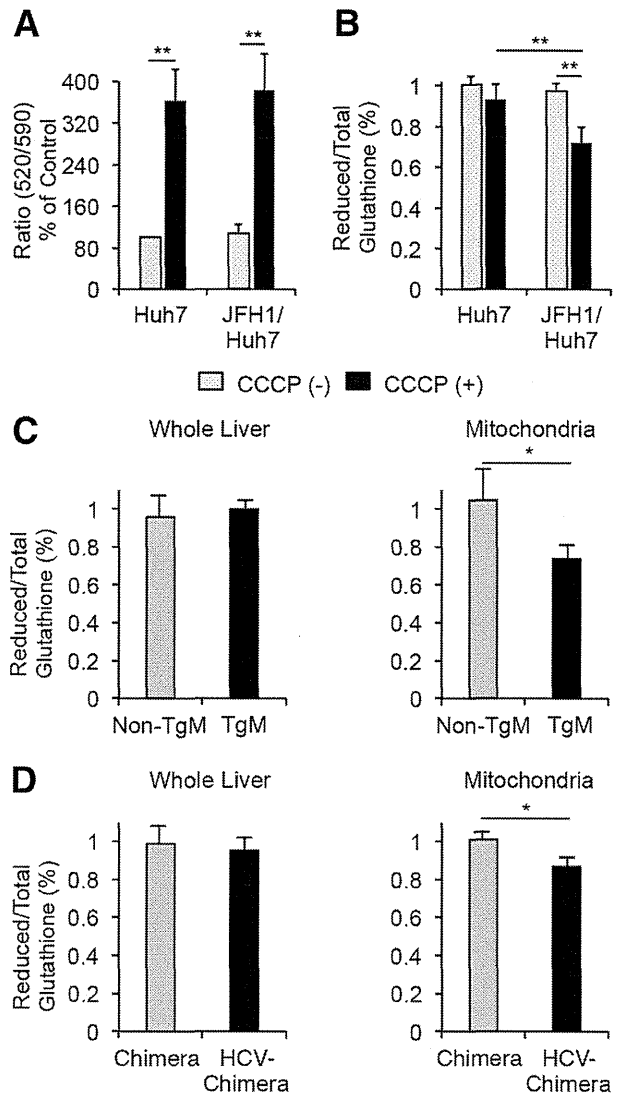 A
Ratio (520/590)
% of Control
400
320
240
160
80
0
**
**
Huh7
JFH1/
Huh7
B
Reduced/Total
Glutathione (%)
1
0.8
0.6
0.4
0.2
0
**
**
Huh7
JFH1/
Huh7
CCCP (-)
CCCP (+)
C
Whole Liver
Reduced/Total
Glutathione (%)
1
0.8
0.6
0.4
0.2
0
Non-TgM
TgM
Mitochondria
*
1
0.8
0.6
0.4
0.2
0
Non-TgM
TgM
D
Whole Liver
Reduced/Total
Glutathione (%)
1
0.8
0.6
0.4
0.2
0
Chimera
HCV-
Chimera
Mitochondria
*
1
0.8
0.6
0.4
0.2
0
Chimera
HCV-
Chimera